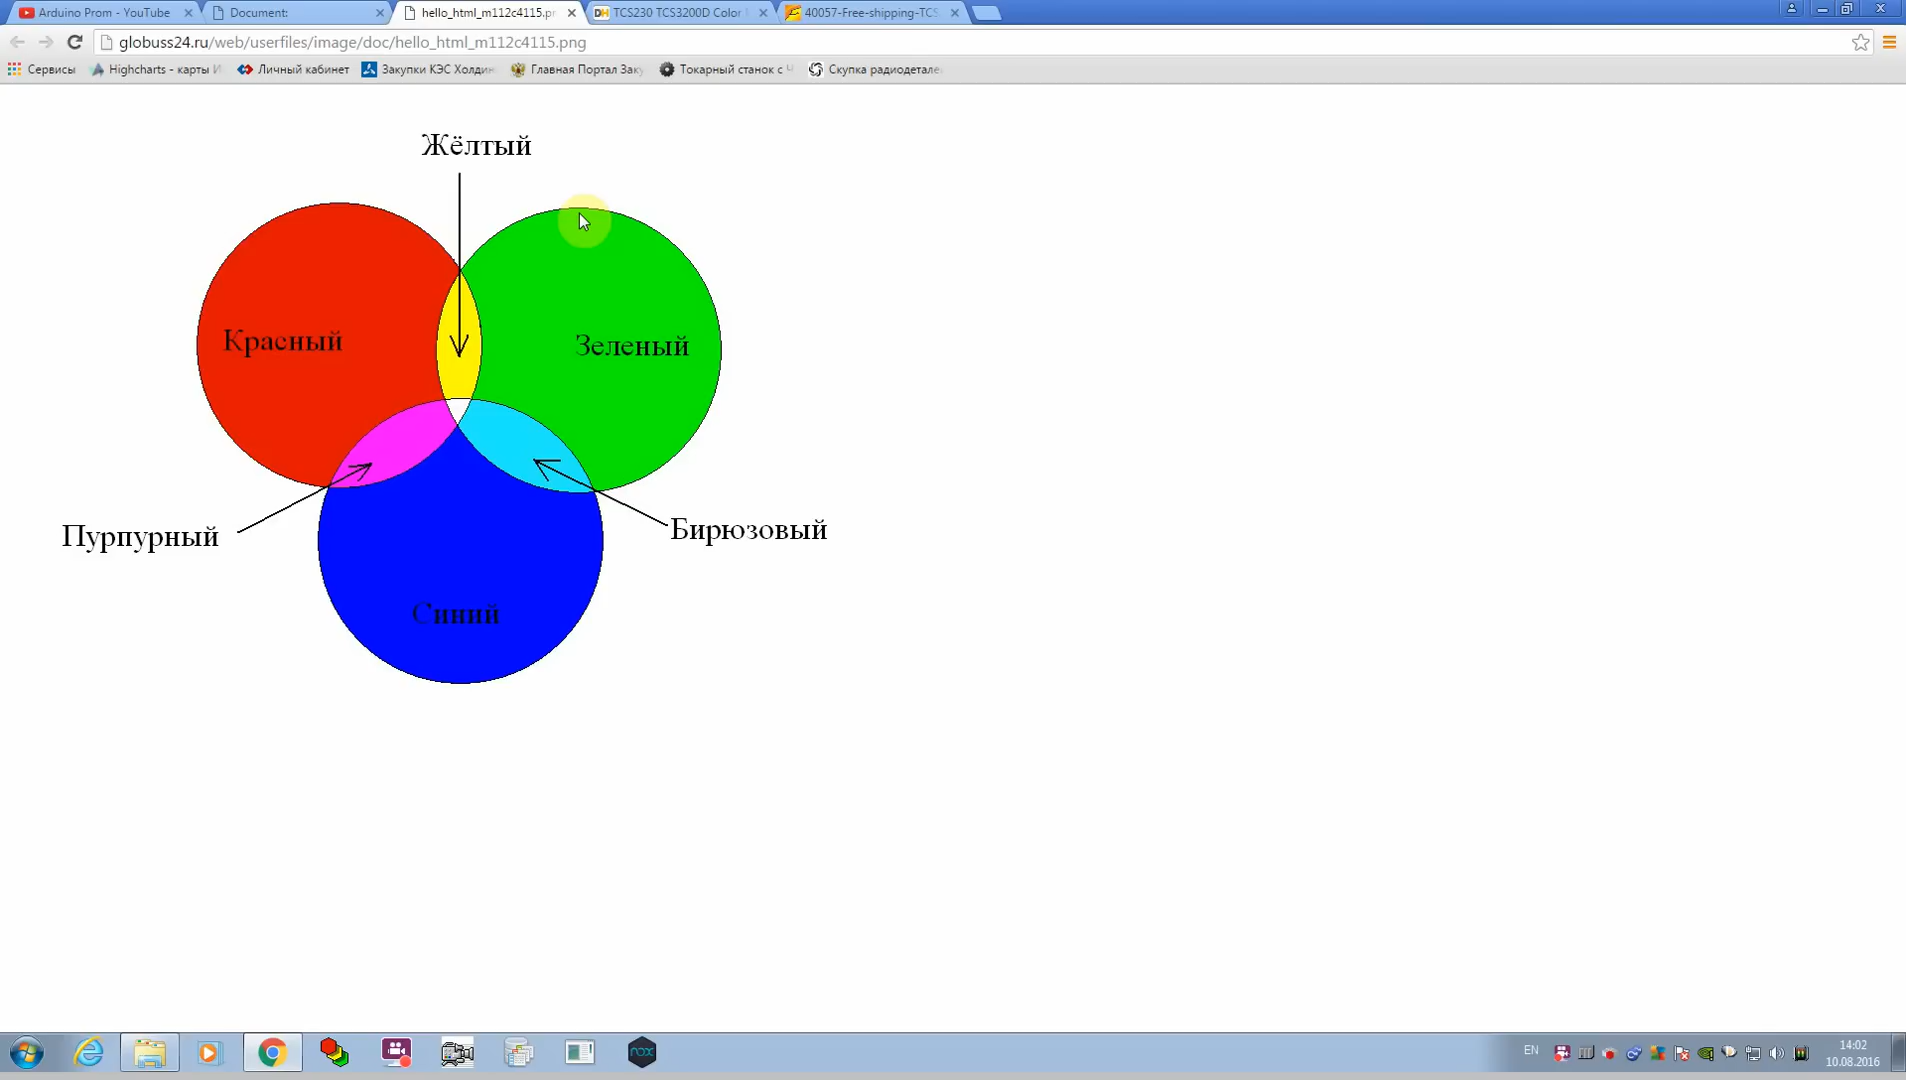 Arduino Prom - YouTube
Document:
hello_html_m112c4115.pn
TCS230 TCS3200D Color
40057-Free-shipping-TCS
globuss24.ru/web/userfiles/image/doc/hello_html_m112c4115.png
Сервисы
Highcharts - карты И
Личный кабинет
Закупки КЭС Холдин
Главная Портал Заку
Токарный станок с Ч
Скупка радиодетале
Жёлтый
Красный
Зеленый
Пурпурный
Бирюзовый
Синий
nox
EN
14:02
10.08.2016